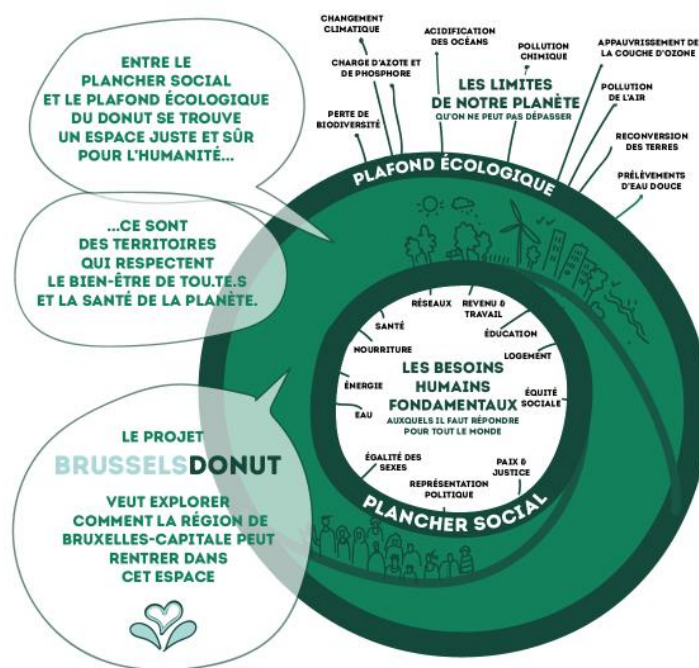 ENTRE LE
PLANCHER SOCIAL
ET LE PLAFOND ÉCOLOGIQUE
DU DONUT SE TROUVE
UN ESPACE JUSTE ET SÛR
POUR L'HUMANITÉ...
...CE SONT
DES TERRITOIRES
QUI RESPECTENT
LE BIEN-ÊTRE DE TOU.TE.S
ET LA SANTÉ DE LA PLANÈTE.
LE PROJET
BRUSSELSDONUT
VEUT EXPLORER
COMMENT LA RÉGION DE
BRUXELLES-CAPITALE PEUT
RENTRER DANS
CET ESPACE
CHANGEMENT
CLIMATIQUE
CHARGE D'AZOTE ET
DE PHOSPHORE
PERTE DE
BIODIVERSITÉ
ACIDIFICATION
DES OCÉANS
POLLUTION
CHIMIQUE
APPAUVRISSEMENT DE
LA COUCHE D'OZONE
POLLUTION
DE L'AIR
RECONVERSION
DES TERRES
PRÉLÈVEMENTS
D'EAU DOUCE
LES LIMITES
DE NOTRE PLANÈTE
QU'ON NE PEUT PAS DÉPASSER
PLAFOND ÉCOLOGIQUE
RÉSEAUX
REVENU &
TRAVAIL
SANTÉ
ÉDUCATION
NOURRITURE
LOGEMENT
ÉNERGIE
ÉQUITÉ
SOCIALE
EAU
LES BESOINS
HUMAINS
FONDAMENTAUX
AUXQUELS IL FAUT RÉPONDRE
POUR TOUT LE MONDE
ÉGALITÉ DES
SEXES
REPRÉSENTATION
POLITIQUE
PAIX &
JUSTICE
PLANCHER SOCIAL